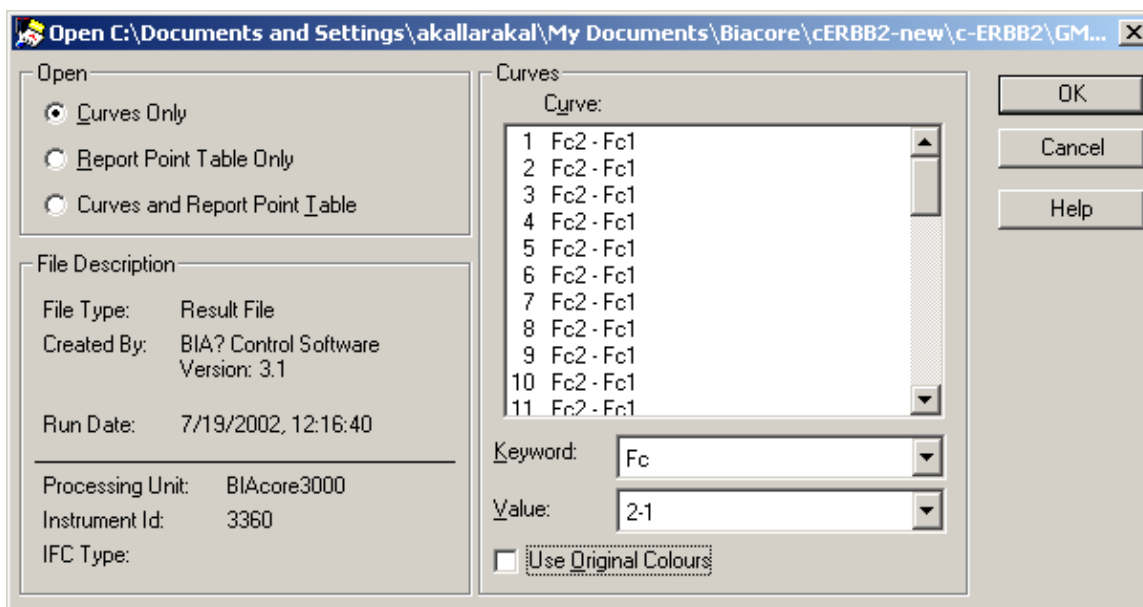 Open C:\Documents and Settings\akallarakal\My Documents\Biacore\cERBB2-new\c-ERBB2\GM...
Open
Curves Only
Report Point Table Only
Curves and Report Point Table
File Description
File Type: Result File
Created By: BIA? Control Software
Version: 3.1
Run Date: 7/19/2002, 12:16:40
Processing Unit: BIAcore3000
Instrument Id: 3360
IFC Type:
Curves
Curve:
1 Fc2 - Fc1
2 Fc2 - Fc1
3 Fc2 - Fc1
4 Fc2 - Fc1
5 Fc2 - Fc1
6 Fc2 - Fc1
7 Fc2 - Fc1
8 Fc2 - Fc1
9 Fc2 - Fc1
10 Fc2 - Fc1
11 Fc2 - Fc1
Keyword: Fc
Value: 2-1
Use Original Colours
OK
Cancel
Help